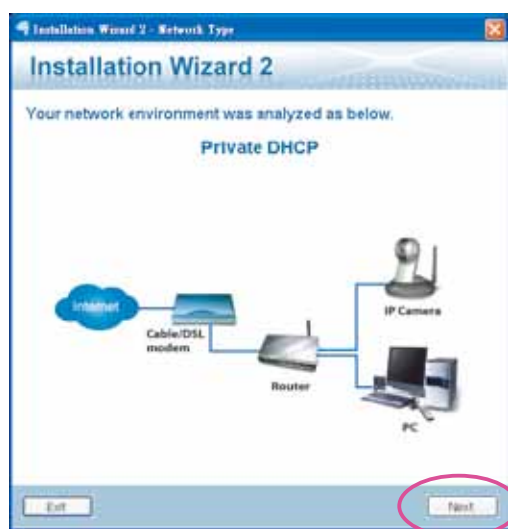 Installation Wizard 2 - Network Type
Installation Wizard 2
Your network environment was analyzed as below.
Private DHCP
Internet
Cable/DSL
modem
Router
IP Camera
PC
Exit
Next